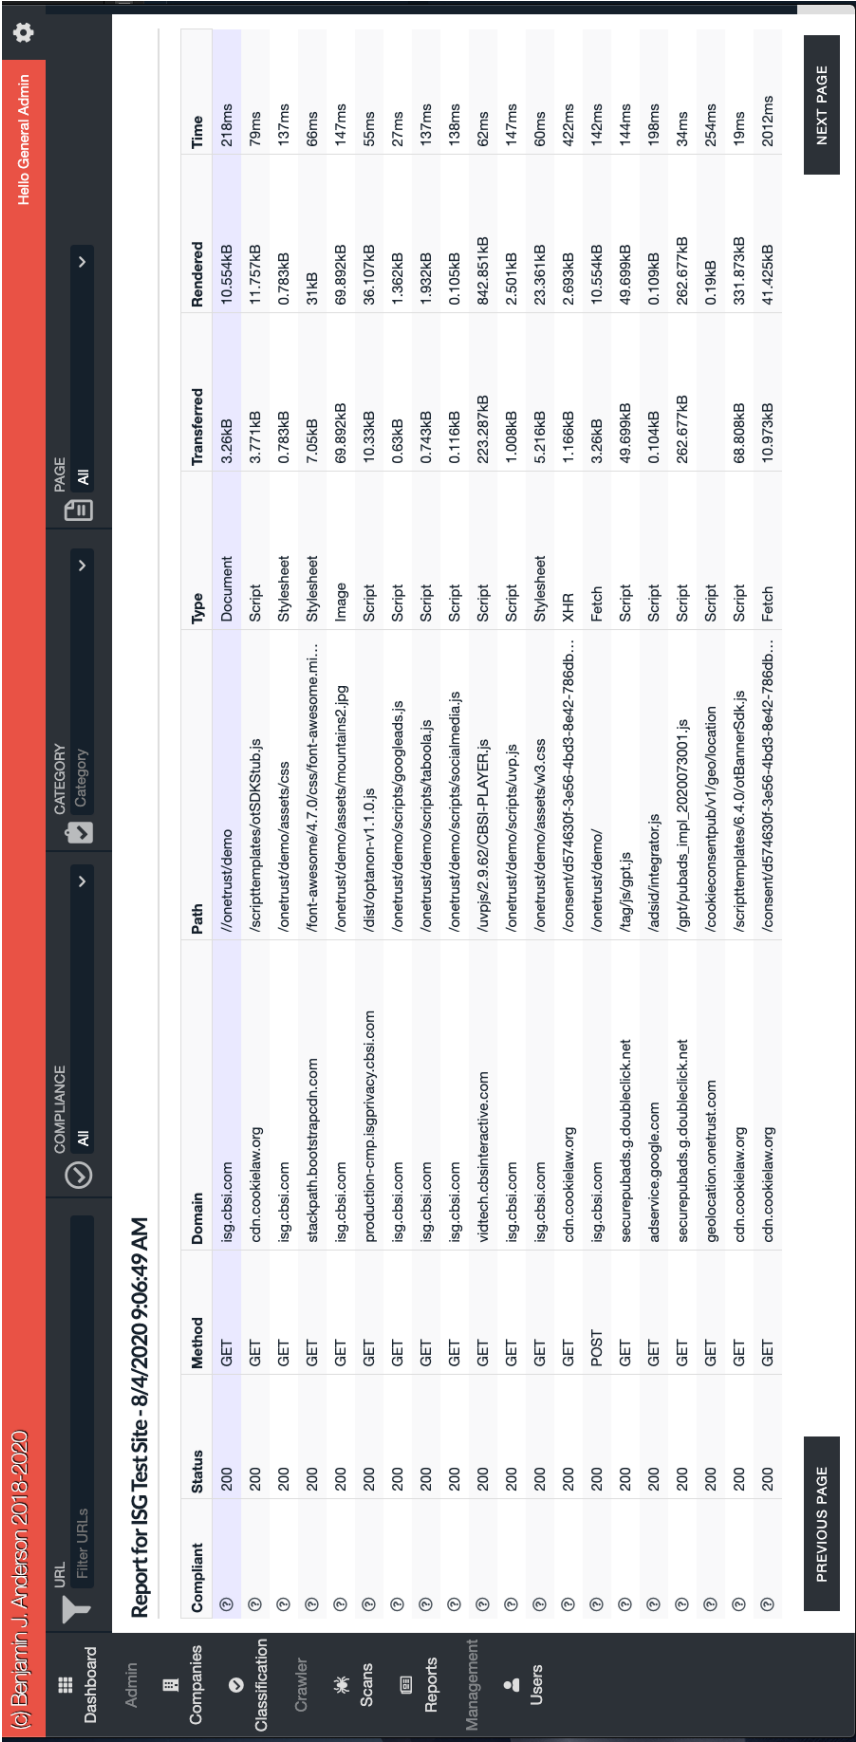 (c) Benjamin J. Anderson 2018-2020 Hello General Admin
URL COMPLIANCE CATEGORY PAGE
Filter URLs All Category All
Dashboard
Admin
Companies
Classification
Crawler
Scans
Reports
Management
Users
Report for ISG Test Site - 8/4/2020 9:06:49 AM
Compliant Status Method Domain Path Type Transferred Rendered Time
200 GET isg.cbsi.com //onetrust/demo Document 3.26kB 10.554kB 218ms
200 GET cdn.cookielaw.org /scripttemplates/otSDKStub.js Script 3.771kB 11.757kB 79ms
200 GET isg.cbsi.com /onetrust/demo/assets/css Stylesheet 0.783kB 0.783kB 137ms
200 GET stackpath.bootstrapcdn.com /font-awesome/4.7.0/css/font-awesome.mi... Stylesheet 7.05kB 31kB 66ms
200 GET isg.cbsi.com /onetrust/demo/assets/mountains2.jpg Image 69.892kB 69.892kB 147ms
200 GET production-cmp.isgprivacy.cbsi.com /dist/optanon-v1.1.0.js Script 10.33kB 36.107kB 55ms
200 GET isg.cbsi.com /onetrust/demo/scripts/googleads.js Script 0.63kB 1.362kB 27ms
200 GET isg.cbsi.com /onetrust/demo/scripts/taboola.js Script 0.743kB 1.932kB 137ms
200 GET isg.cbsi.com /onetrust/demo/scripts/socialmedia.js Script 0.116kB 0.105kB 138ms
200 GET vidtech.cbsinteractive.com /uvpjs/2.9.62/CBSI-PLAYER.js Script 223.287kB 842.851kB 62ms
200 GET isg.cbsi.com /onetrust/demo/scripts/uvp.js Script 1.008kB 2.501kB 147ms
200 GET isg.cbsi.com /onetrust/demo/assets/w3.css Stylesheet 5.216kB 23.361kB 60ms
200 GET cdn.cookielaw.org /consent/d574630f-3e56-4bd3-8e42-786db... XHR 1.166kB 2.693kB 422ms
200 POST isg.cbsi.com /onetrust/demo/ Fetch 3.26kB 10.554kB 142ms
200 GET securepubads.g.doubleclick.net /tag/js/gpt.js Script 49.699kB 49.699kB 144ms
200 GET adservice.google.com /adsid/integrator.js Script 0.104kB 0.109kB 198ms
200 GET securepubads.g.doubleclick.net /gpt/pubads_impl_2020073001.js Script 262.677kB 262.677kB 34ms
200 GET geolocation.onetrust.com /cookieconsentpub/v1/geo/location Script 0.19kB 254ms
200 GET cdn.cookielaw.org /scripttemplates/6.4.0/otBannerSdk.js Script 68.808kB 331.873kB 19ms
200 GET cdn.cookielaw.org /consent/d574630f-3e56-4bd3-8e42-786db... Fetch 10.973kB 41.425kB 2012ms
PREVIOUS PAGE NEXT PAGE